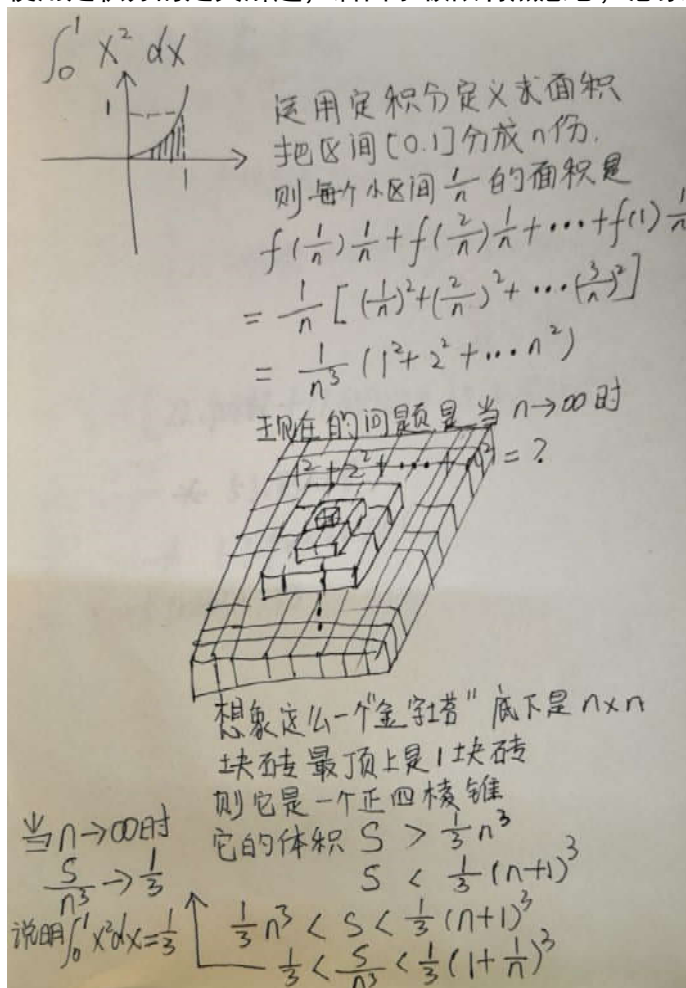 ∫₀¹ x² dx
1
1
运用定积分定义求面积
把区间[0.1]分成n份.
则每个小区间 1/n 的面积是
f(1/n)1/n + f(2/n)1/n + ··· + f(1)1/n
= 1/n [(1/n)² + (2/n)² + ···(3/n)²]
= 1/n³ (1² + 2² + ··· n²)
现在的问题是当 n→∞ 时
1² + 2² + ··· + n² = ?
想象这么一个"金字塔"底下是 n×n
块砖最顶上是1块砖
则它是一个正四棱锥
它的体积 S > 1/3 n³
S < 1/3 (n+1)³
1/3 n³ < S < 1/3 (n+1)³
1/3 < S/n³ < 1/3 (1+1/n)³
当 n→∞ 时
S/n³ → 1/3
说明 ∫₀¹ x²dx = 1/3